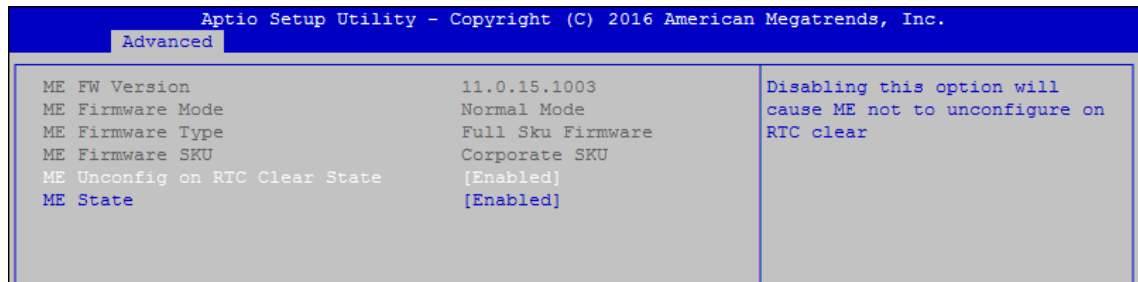 Aptio Setup Utility - Copyright (C) 2016 American Megatrends, Inc.
Advanced
ME FW Version 11.0.15.1003
ME Firmware Mode Normal Mode
ME Firmware Type Full Sku Firmware
ME Firmware SKU Corporate SKU
ME Unconfig on RTC Clear State [Enabled]
ME State [Enabled]
Disabling this option will
cause ME not to unconfigure on
RTC clear